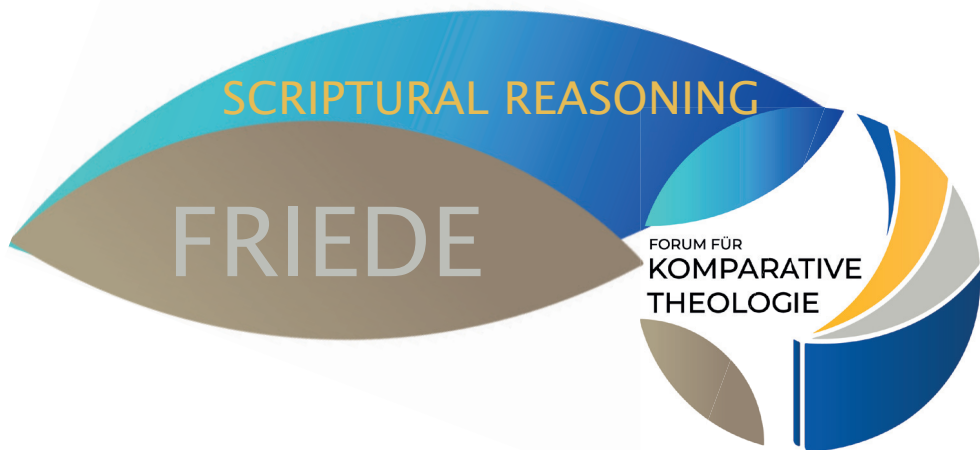 SCRIPTURAL REASONING
FRIEDE
FORUM FÜR
KOMPARATIVE
THEOLOGIE